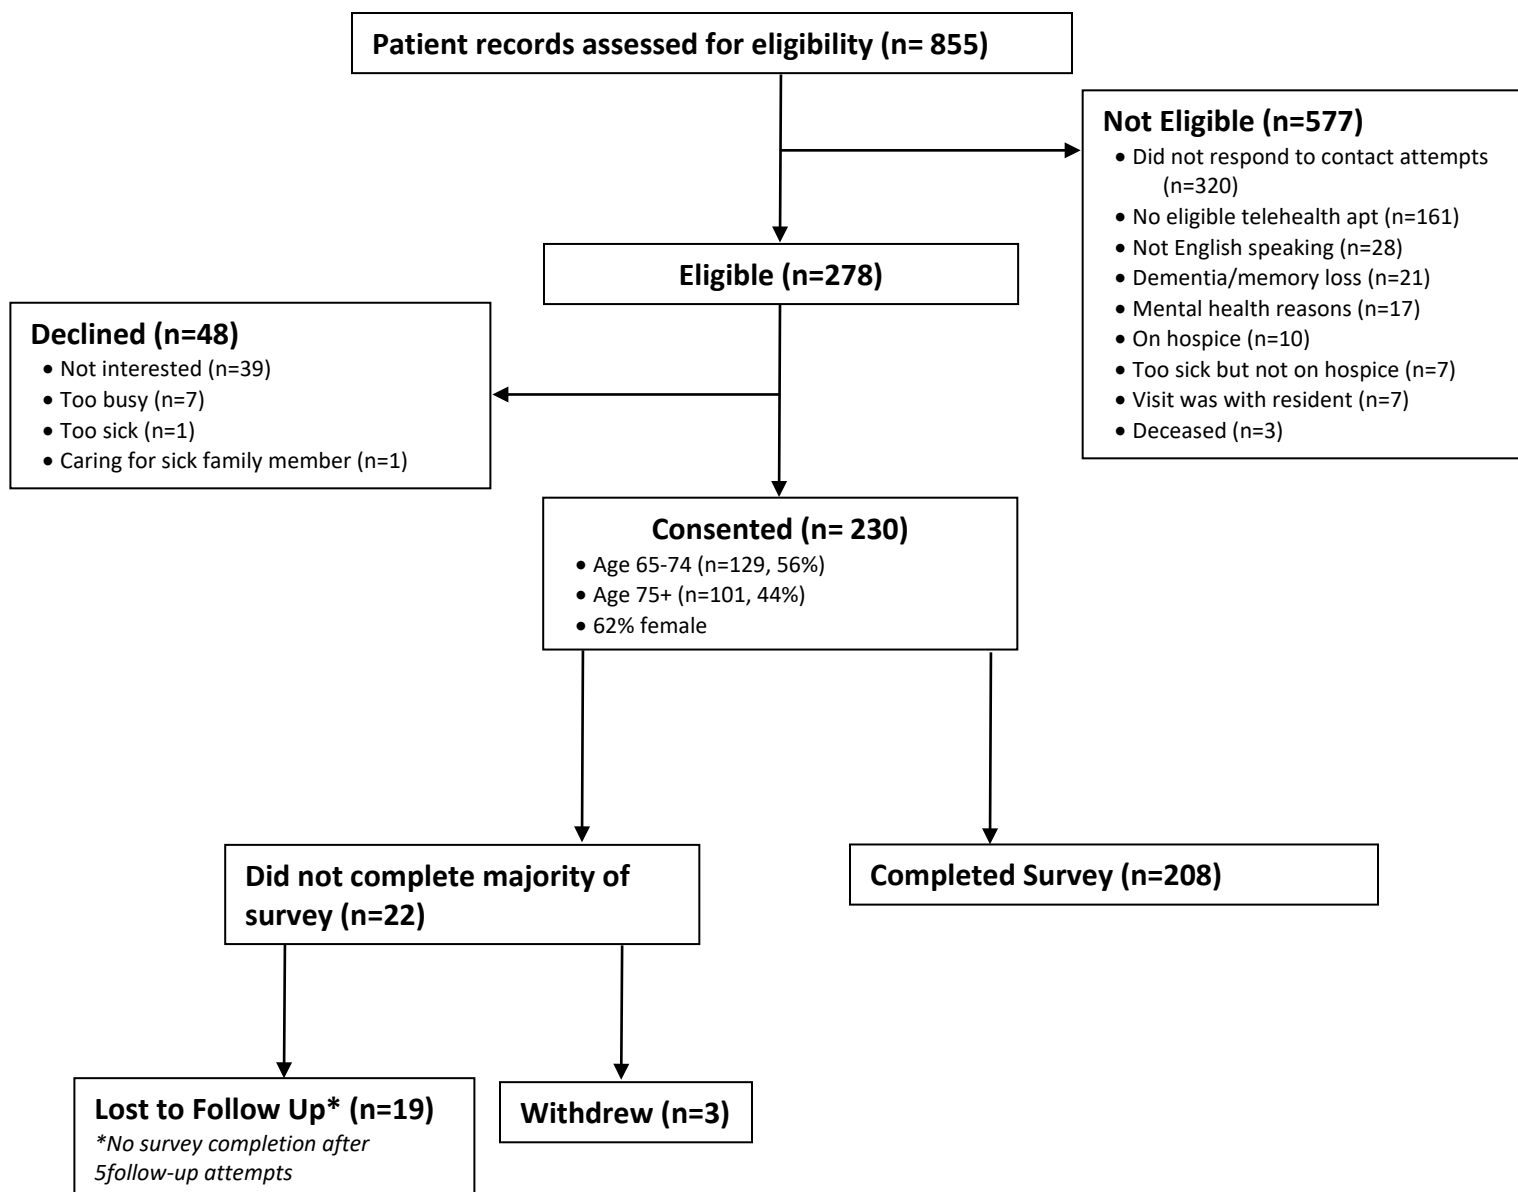 Patient records assessed for eligibility (n= 855)
Not Eligible (n=577)
• Did not respond to contact attempts
(n=320)
• No eligible telehealth apt (n=161)
• Not English speaking (n=28)
• Dementia/memory loss (n=21)
• Mental health reasons (n=17)
• On hospice (n=10)
• Too sick but not on hospice (n=7)
• Visit was with resident (n=7)
• Deceased (n=3)
Eligible (n=278)
Declined (n=48)
• Not interested (n=39)
• Too busy (n=7)
• Too sick (n=1)
• Caring for sick family member (n=1)
Consented (n= 230)
• Age 65-74 (n=129, 56%)
• Age 75+ (n=101, 44%)
• 62% female
Did not complete majority of
survey (n=22)
Completed Survey (n=208)
Lost to Follow Up* (n=19)
*No survey completion after
5follow-up attempts
Withdrew (n=3)